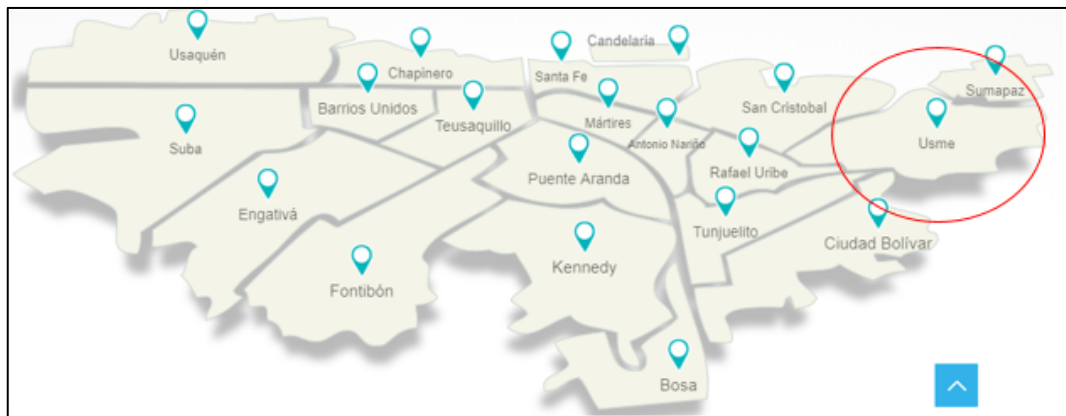 Usaquén
Chapinero
Santa Fe
Candelaria
Sumapaz
Barrios Unidos
Teusaquillo
Mártires
San Cristobal
Suba
Antonio Nariño
Usme
Puente Aranda
Rafael Uribe
Engativá
Tunjuelito
Ciudad Bolívar
Fontibón
Kennedy
Bosa